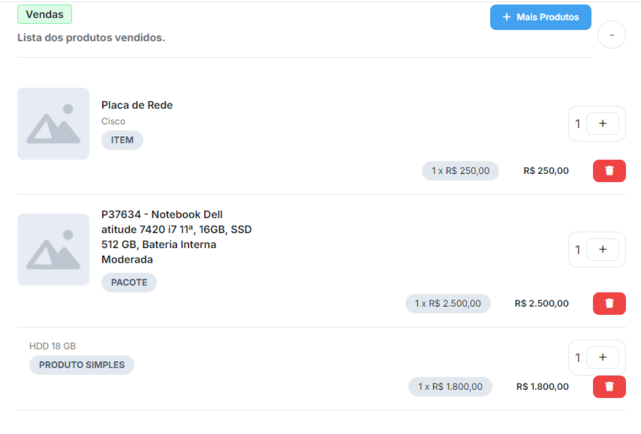 Vendas
+ Mais Produtos
Lista dos produtos vendidos.
-
Placa de Rede
Cisco
ITEM
1 +
1 x R$ 250,00 R$ 250,00
P37634 - Notebook Dell
atitude 7420 i7 11ª, 16GB, SSD
512 GB, Bateria Interna
Moderada
PACOTE
1 +
1 x R$ 2.500,00 R$ 2.500,00
HDD 18 GB
PRODUTO SIMPLES
1 +
1 x R$ 1.800,00 R$ 1.800,00